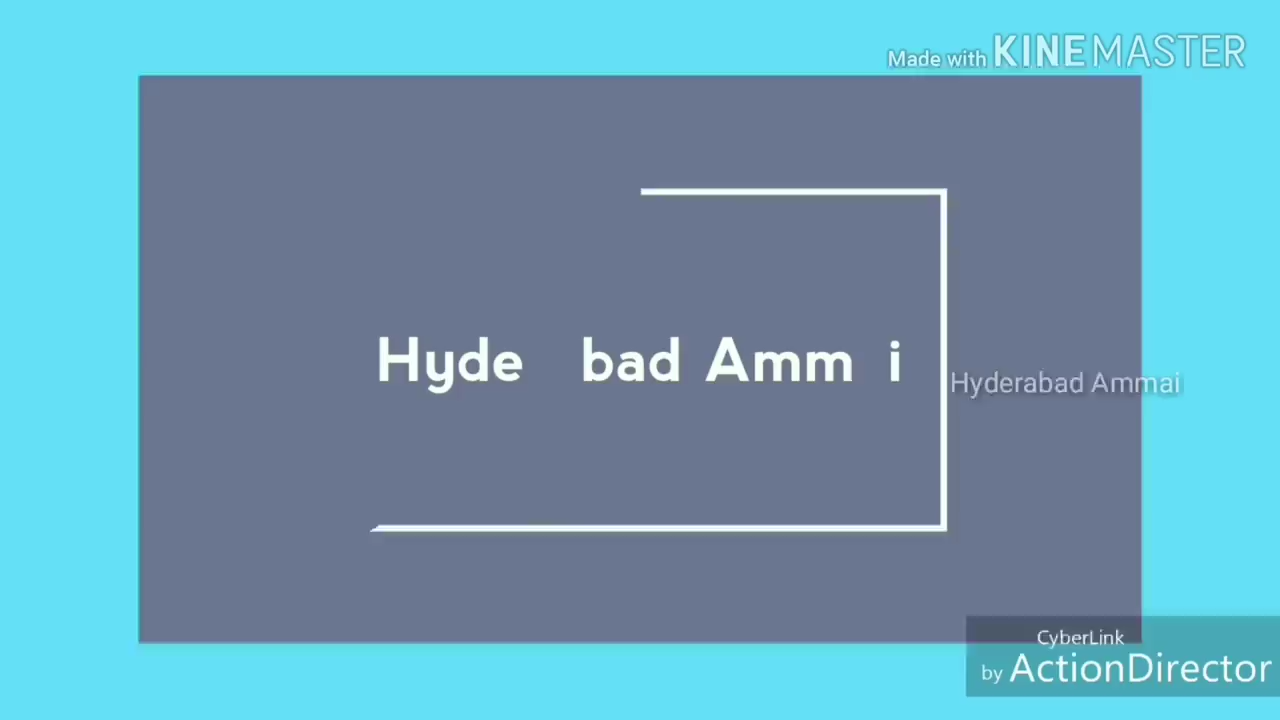 Made with KINEMASTER
Hyde bad Amm i
Hyderabad Ammai
CyberLink
by ActionDirector